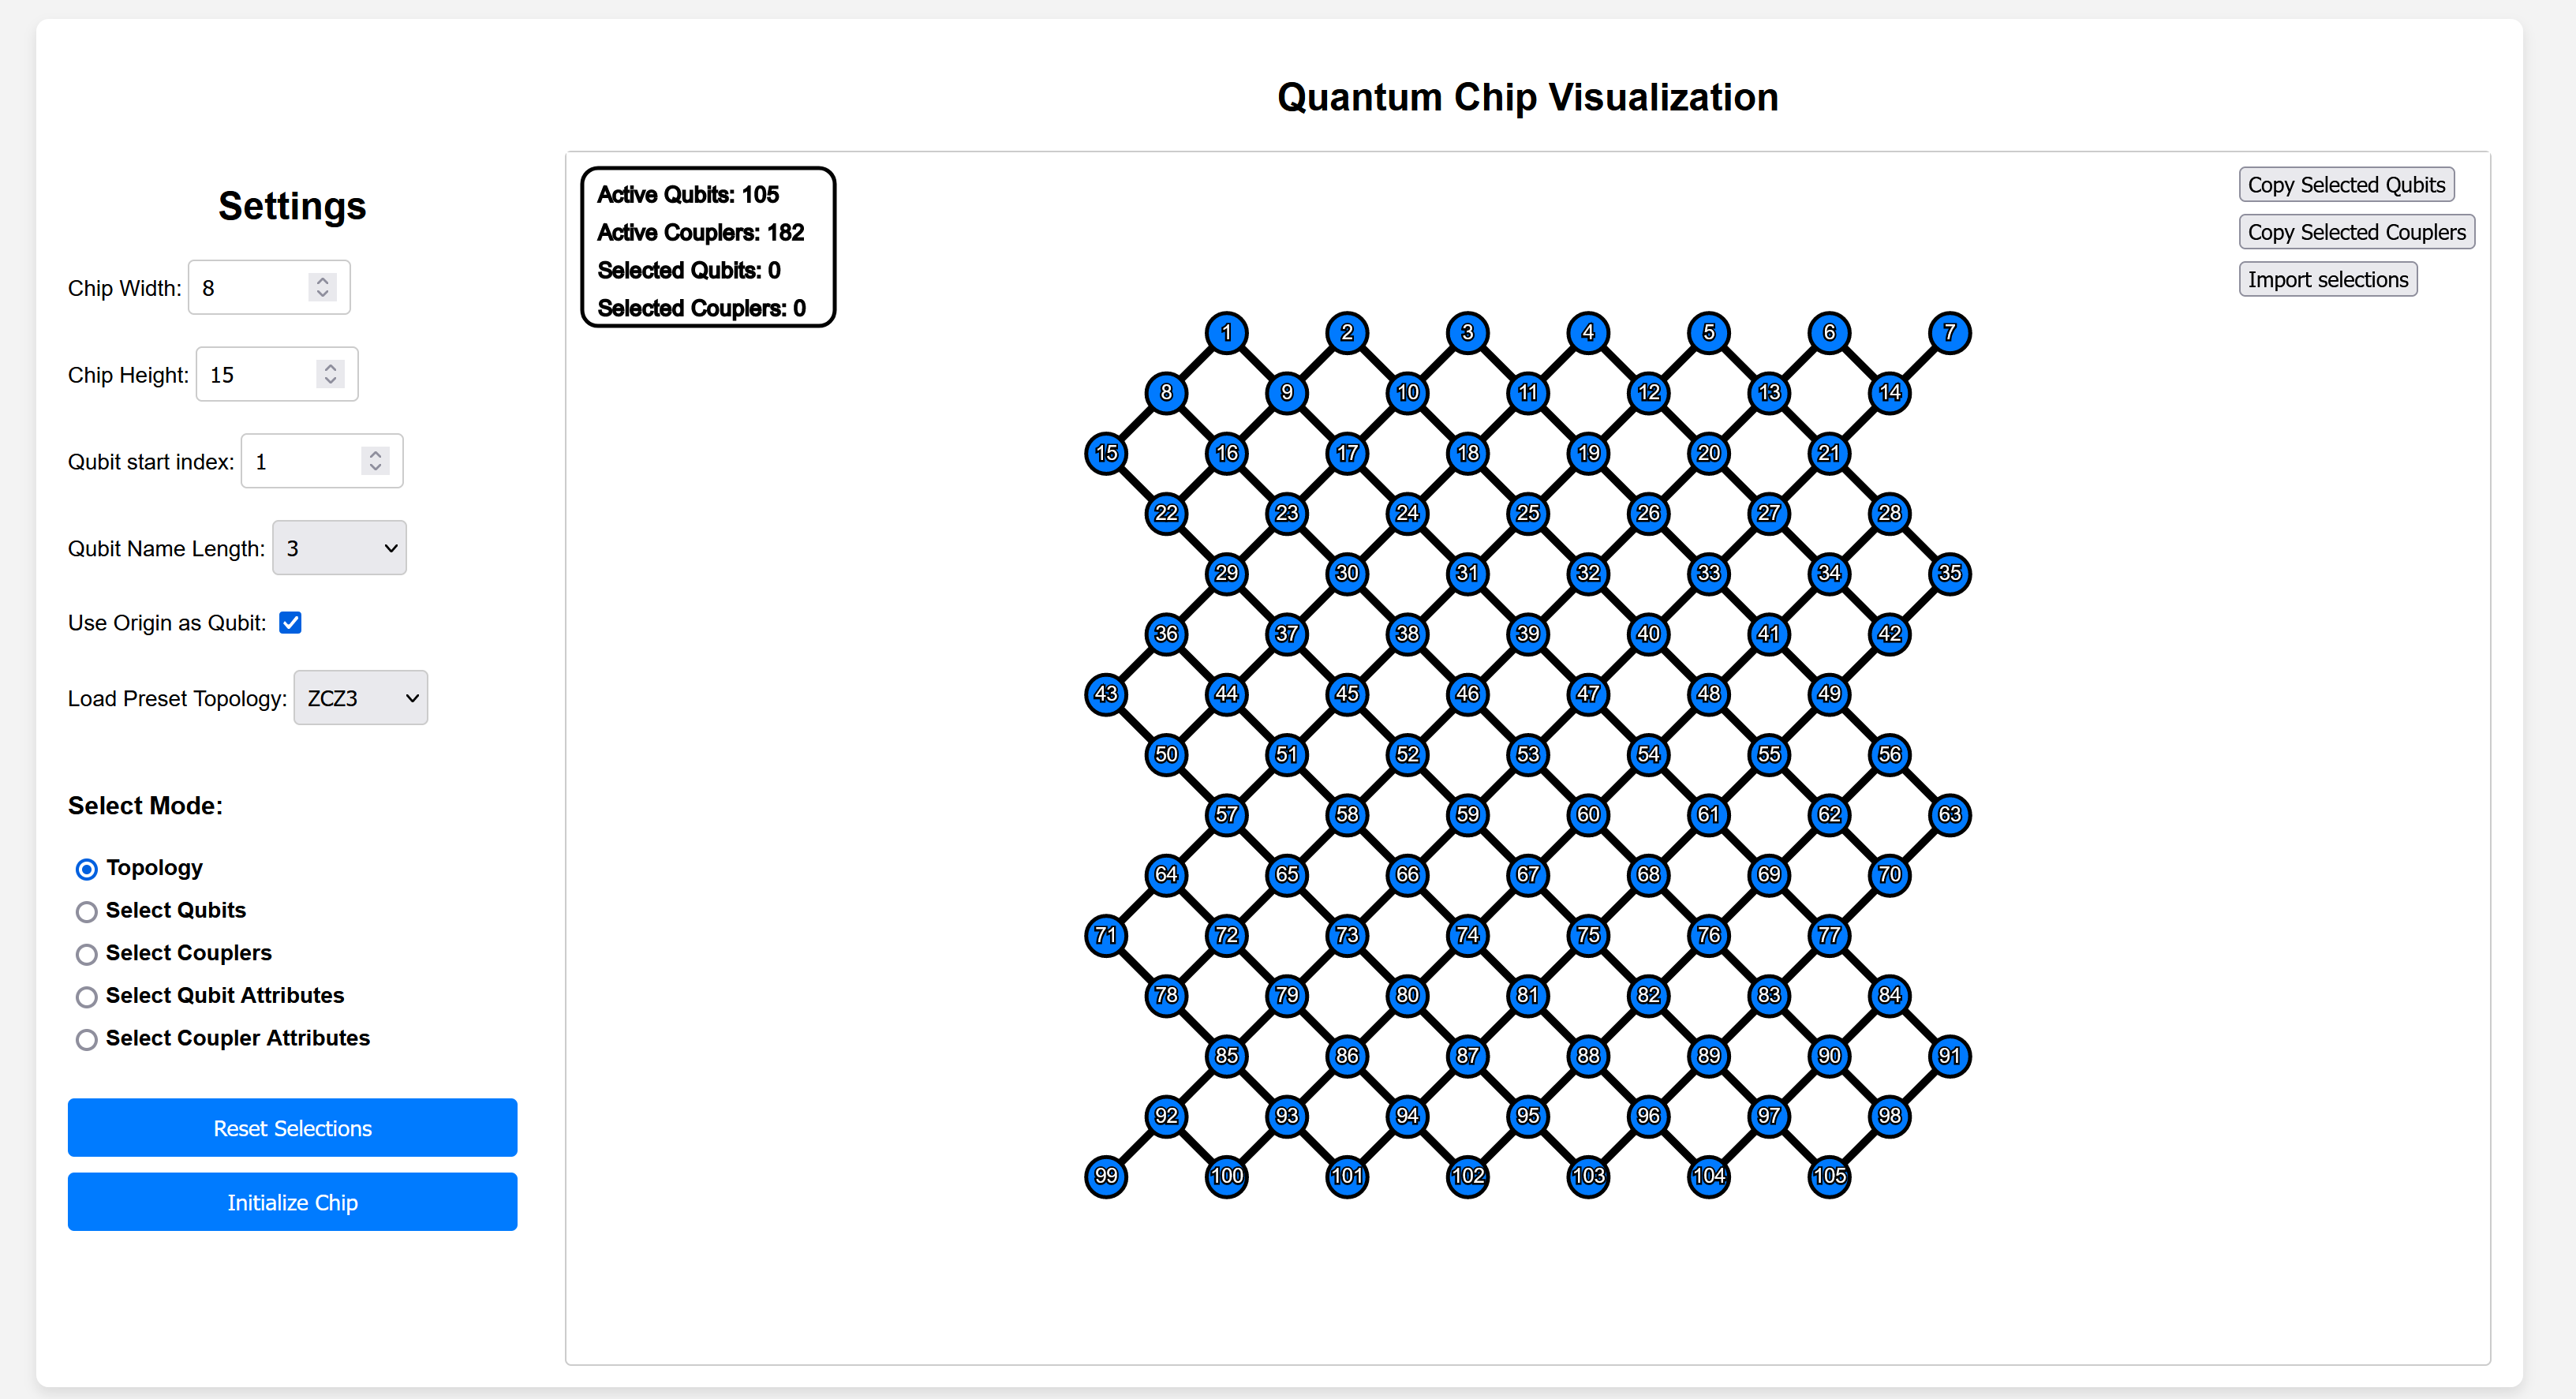 Quantum Chip Visualization
Settings
Chip Width: 8
Chip Height: 15
Qubit start index: 1
Qubit Name Length: 3
Use Origin as Qubit:
Load Preset Topology: ZCZ3
Select Mode:
Topology
Select Qubits
Select Couplers
Select Qubit Attributes
Select Coupler Attributes
Reset Selections
Initialize Chip
Active Qubits: 105
Active Couplers: 182
Selected Qubits: 0
Selected Couplers: 0
Copy Selected Qubits
Copy Selected Couplers
Import selections
1 2 3 4 5 6 7
8 9 10 11 12 13 14
15 16 17 18 19 20 21
22 23 24 25 26 27 28
29 30 31 32 33 34 35
36 37 38 39 40 41 42
43 44 45 46 47 48 49
50 51 52 53 54 55 56
57 58 59 60 61 62 63
64 65 66 67 68 69 70
71 72 73 74 75 76 77
78 79 80 81 82 83 84
85 86 87 88 89 90 91
92 93 94 95 96 97 98
99 100 101 102 103 104 105